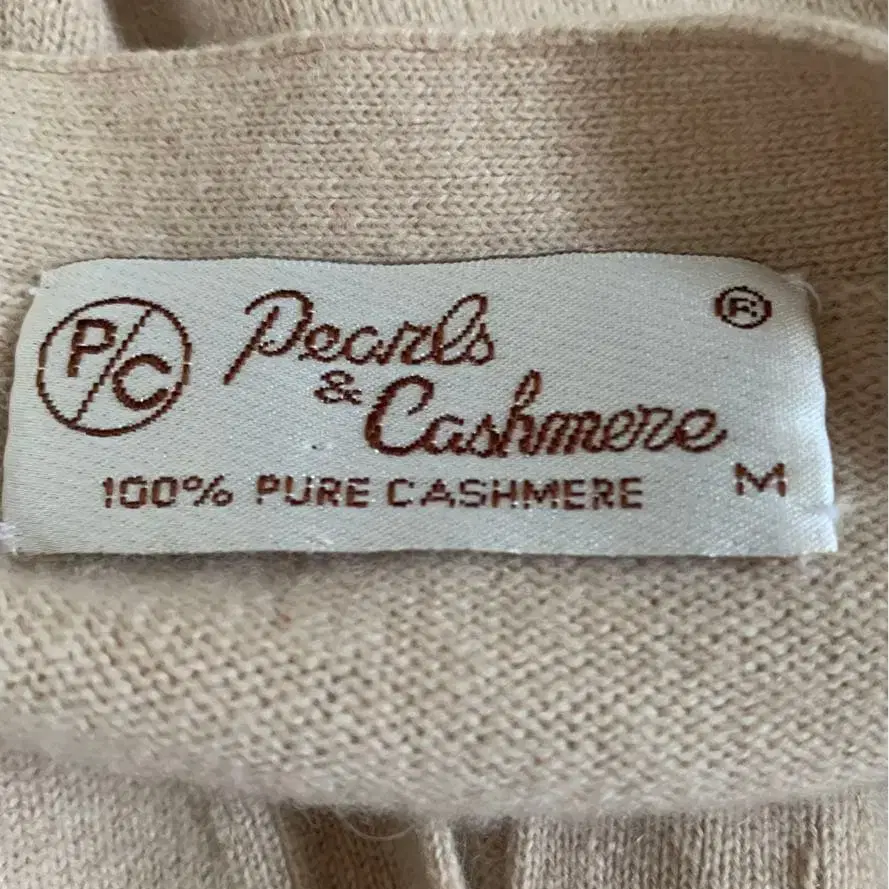 P/C Pearls ®
& Cashmere
100% PURE CASHMERE M